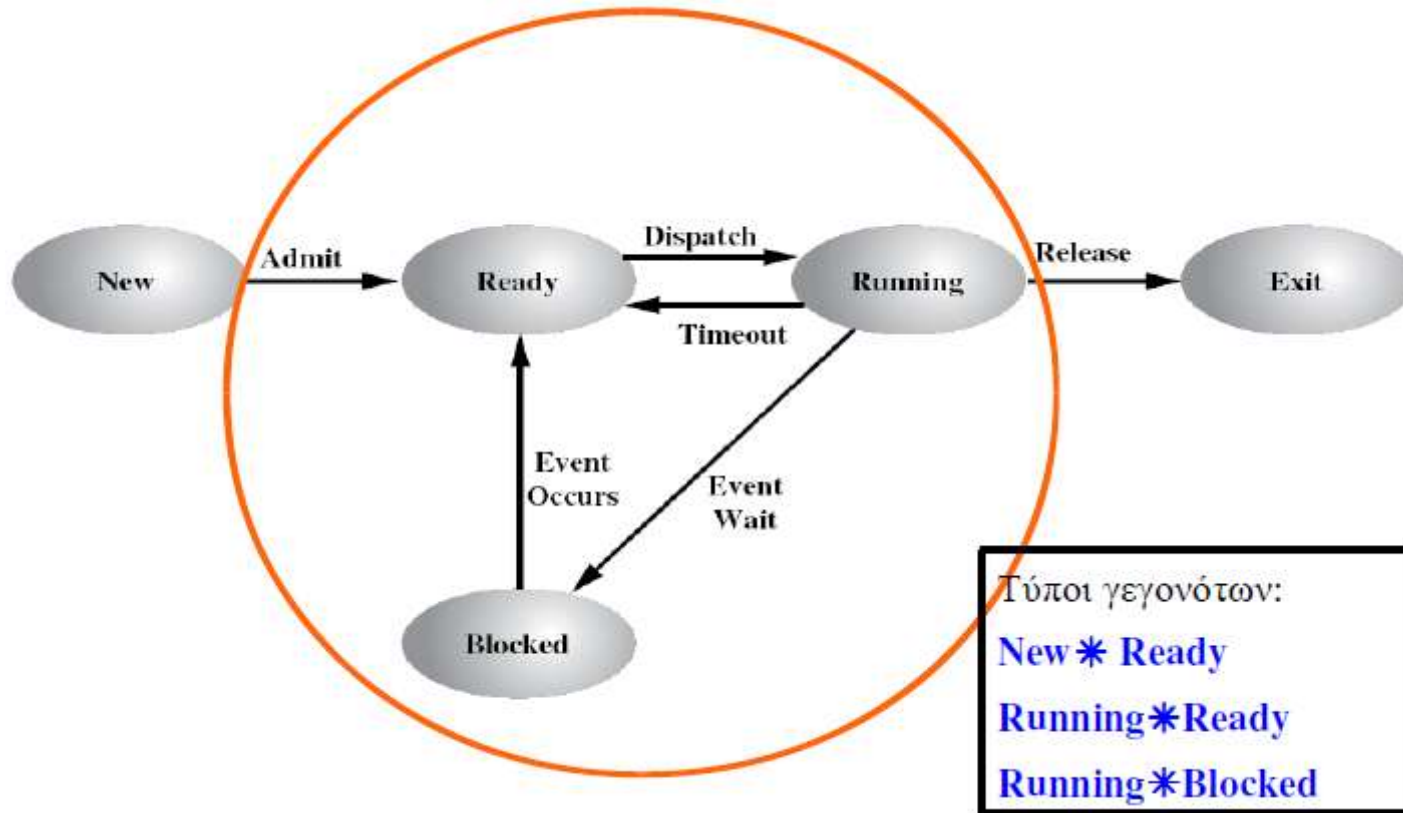 New
Admit
Ready
Dispatch
Timeout
Running
Release
Exit
Event
Occurs
Event
Wait
Blocked
Τύποι γεγονότων:
New✳ Ready
Running✳Ready
Running✳Blocked